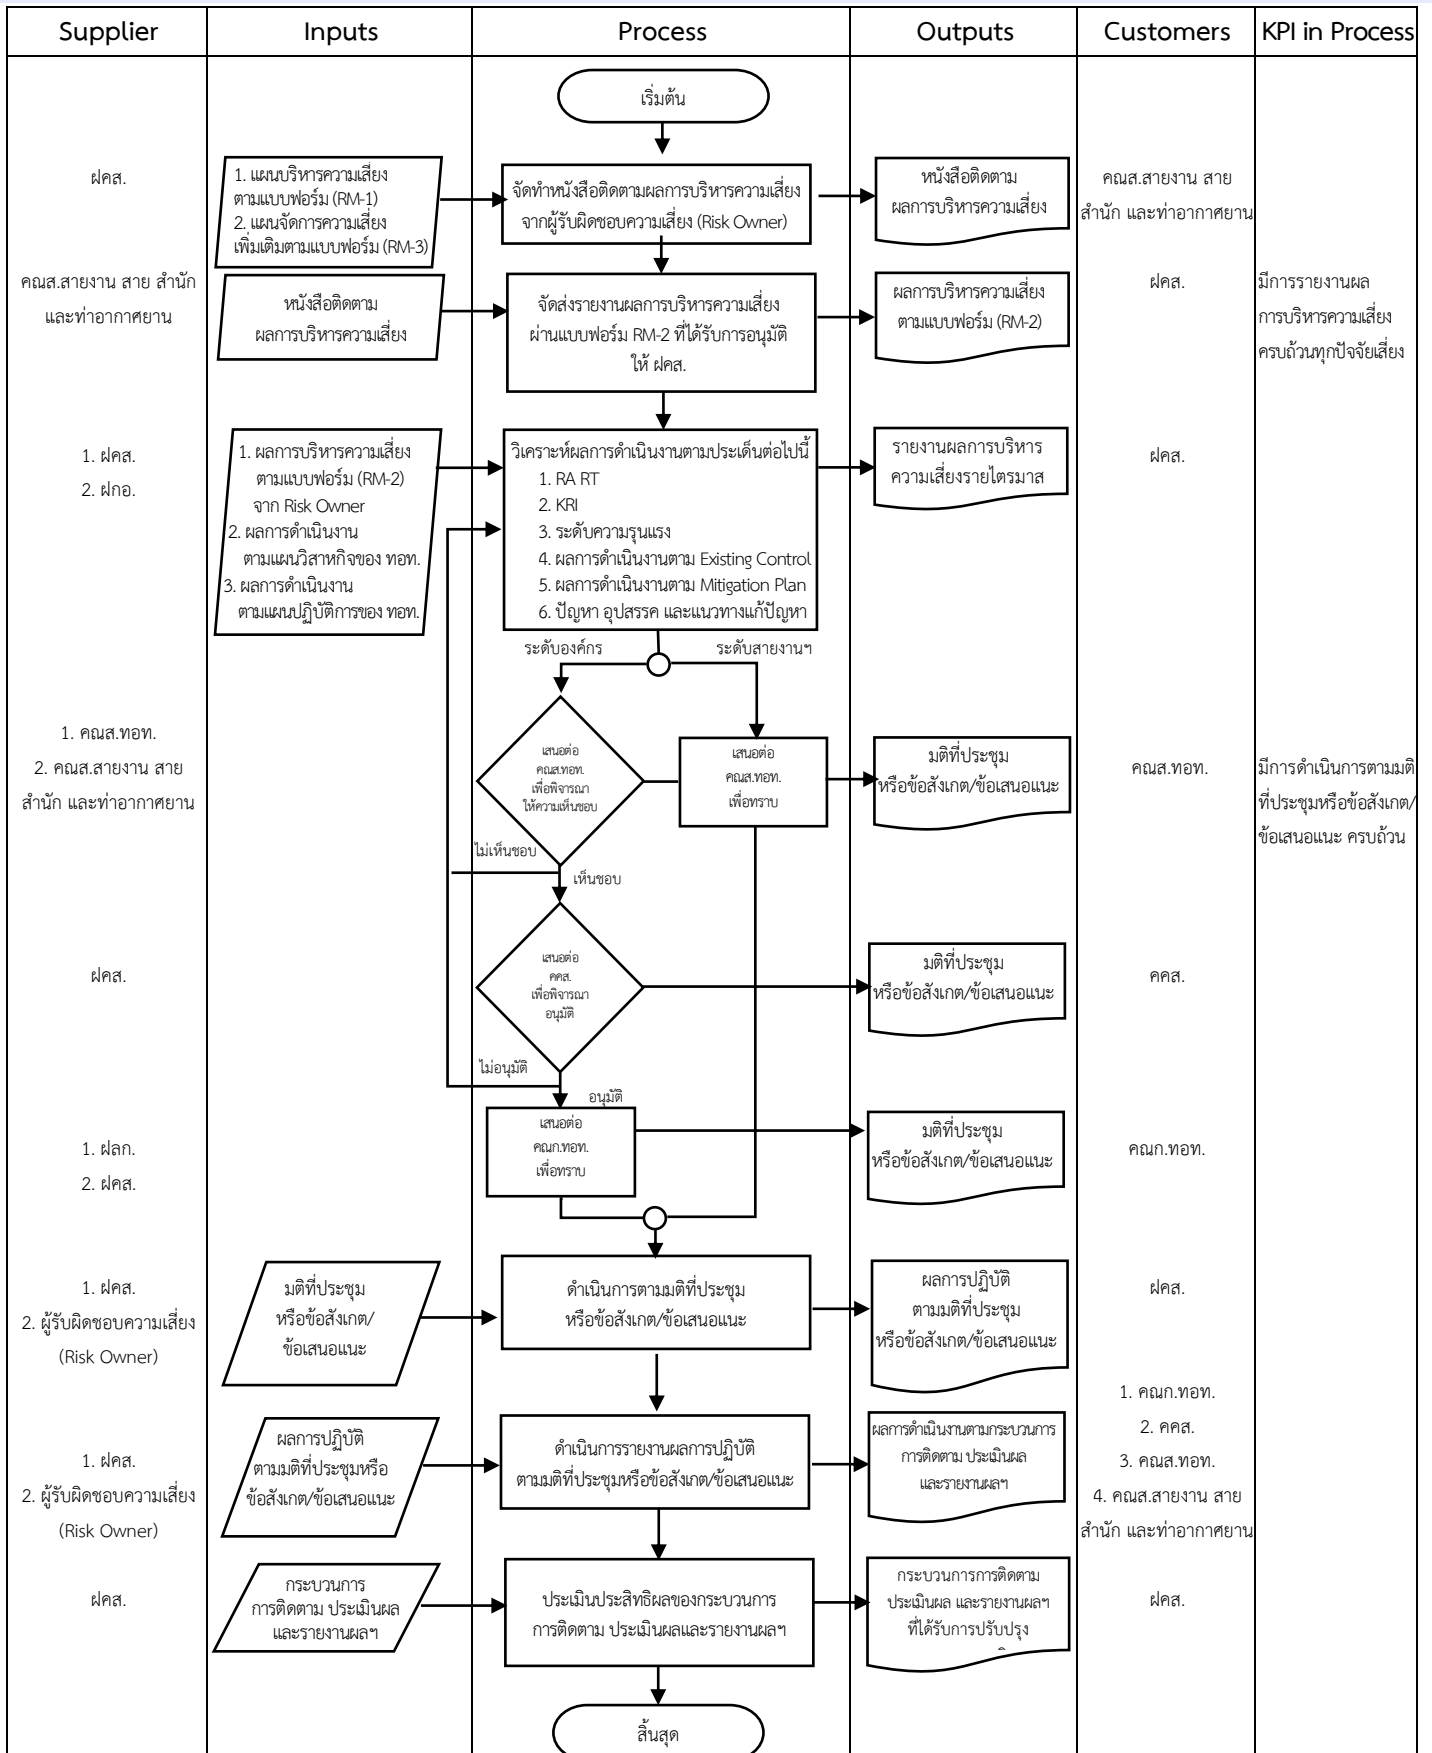 Supplier
Inputs
Process
Outputs
Customers
KPI in Process
เริ่มต้น
ฝคส.
1. แผนบริหารความเสี่ยง
ตามแบบฟอร์ม (RM-1)
2. แผนจัดการความเสี่ยง
เพิ่มเติมตามแบบฟอร์ม (RM-3)
จัดทำหนังสือติดตามผลการบริหารความเสี่ยง
จากผู้รับผิดชอบความเสี่ยง (Risk Owner)
หนังสือติดตาม
ผลการบริหารความเสี่ยง
คณส.สายงาน สาย
สำนัก และท่าอากาศยาน
คณส.สายงาน สาย สำนัก
และท่าอากาศยาน
หนังสือติดตาม
ผลการบริหารความเสี่ยง
จัดส่งรายงานผลการบริหารความเสี่ยง
ผ่านแบบฟอร์ม RM-2 ที่ได้รับการอนุมัติ
ให้ ฝคส.
ผลการบริหารความเสี่ยง
ตามแบบฟอร์ม (RM-2)
ฝคส.
มีการรายงานผล
การบริหารความเสี่ยง
ครบถ้วนทุกปัจจัยเสี่ยง
1. ฝคส.
2. ฝกอ.
1. ผลการบริหารความเสี่ยง
ตามแบบฟอร์ม (RM-2)
จาก Risk Owner
2. ผลการดำเนินงาน
ตามแผนวิสาหกิจของ ทอท.
3. ผลการดำเนินงาน
ตามแผนปฏิบัติการของ ทอท.
วิเคราะห์ผลการดำเนินงานตามประเด็นต่อไปนี้
1. RA RT
2. KRI
3. ระดับความรุนแรง
4. ผลการดำเนินงานตาม Existing Control
5. ผลการดำเนินงานตาม Mitigation Plan
6. ปัญหา อุปสรรค และแนวทางแก้ปัญหา
รายงานผลการบริหาร
ความเสี่ยงรายไตรมาส
ฝคส.
ระดับองค์กร
ระดับสายงานฯ
1. คณส.ทอท.
2. คณส.สายงาน สาย
สำนัก และท่าอากาศยาน
เสนอต่อ
คณส.ทอท.
เพื่อพิจารณา
ให้ความเห็นชอบ
เสนอต่อ
คณส.ทอท.
เพื่อทราบ
มติที่ประชุม
หรือข้อสังเกต/ข้อเสนอแนะ
คณส.ทอท.
มีการดำเนินการตามมติ
ที่ประชุมหรือข้อสังเกต/
ข้อเสนอแนะ ครบถ้วน
ไม่เห็นชอบ
เห็นชอบ
ฝคส.
เสนอต่อ
คคส.
เพื่อพิจารณา
อนุมัติ
มติที่ประชุม
หรือข้อสังเกต/ข้อเสนอแนะ
คคส.
ไม่อนุมัติ
อนุมัติ
1. ฝลก.
2. ฝคส.
เสนอต่อ
คณก.ทอท.
เพื่อทราบ
มติที่ประชุม
หรือข้อสังเกต/ข้อเสนอแนะ
คณก.ทอท.
1. ฝคส.
2. ผู้รับผิดชอบความเสี่ยง
(Risk Owner)
มติที่ประชุม
หรือข้อสังเกต/
ข้อเสนอแนะ
ดำเนินการตามมติที่ประชุม
หรือข้อสังเกต/ข้อเสนอแนะ
ผลการปฏิบัติ
ตามมติที่ประชุม
หรือข้อสังเกต/ข้อเสนอแนะ
ฝคส.
1. ฝคส.
2. ผู้รับผิดชอบความเสี่ยง
(Risk Owner)
ผลการปฏิบัติ
ตามมติที่ประชุมหรือ
ข้อสังเกต/ข้อเสนอแนะ
ดำเนินการรายงานผลการปฏิบัติ
ตามมติที่ประชุมหรือข้อสังเกต/ข้อเสนอแนะ
ผลการดำเนินงานตามกระบวนการ
การติดตาม ประเมินผล
และรายงานผลฯ
1. คณก.ทอท.
2. คคส.
3. คณส.ทอท.
4. คณส.สายงาน สาย
สำนัก และท่าอากาศยาน
ฝคส.
กระบวนการ
การติดตาม ประเมินผล
และรายงานผลฯ
ประเมินประสิทธิผลของกระบวนการ
การติดตาม ประเมินผลและรายงานผลฯ
กระบวนการการติดตาม
ประเมินผล และรายงานผลฯ
ที่ได้รับการปรับปรุง
ฝคส.
สิ้นสุด